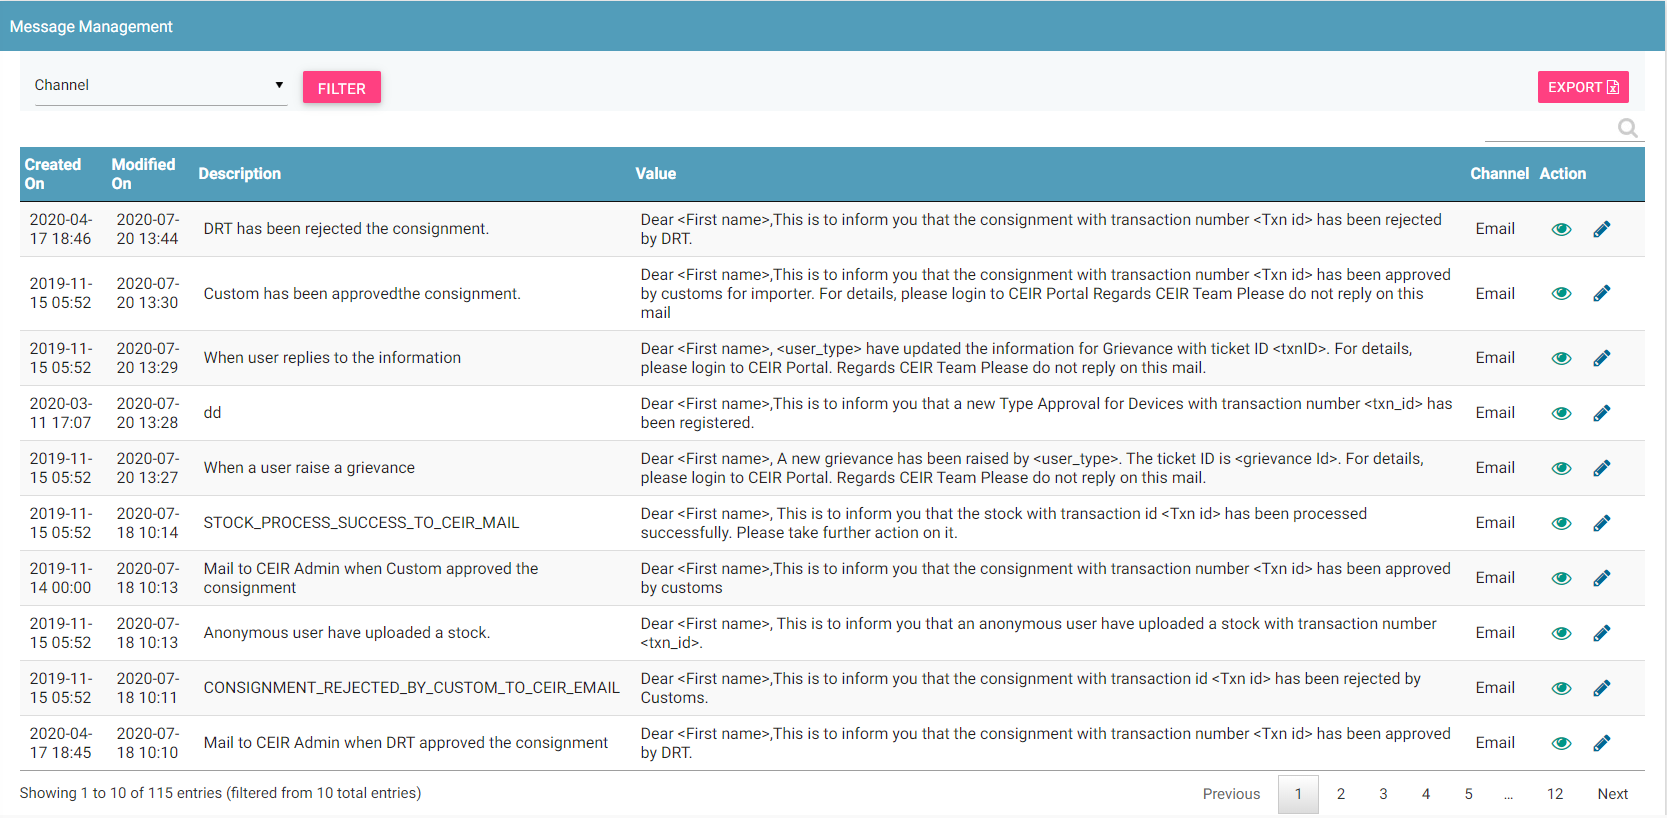 Message Management
Channel
FILTER
EXPORT
Created On Modified On Description Value Channel Action
2020-04-17 18:46 2020-07-20 13:44 DRT has been rejected the consignment. Dear <First name>,This is to inform you that the consignment with transaction number <Txn id> has been rejected by DRT. Email
2019-11-15 05:52 2020-07-20 13:30 Custom has been approvedthe consignment. Dear <First name>,This is to inform you that the consignment with transaction number <Txn id> has been approved by customs for importer. For details, please login to CEIR Portal Regards CEIR Team Please do not reply on this mail Email
2019-11-15 05:52 2020-07-20 13:29 When user replies to the information Dear <First name>, <user_type> have updated the information for Grievance with ticket ID <txnID>. For details, please login to CEIR Portal. Regards CEIR Team Please do not reply on this mail. Email
2020-03-11 17:07 2020-07-20 13:28 dd Dear <First name>,This is to inform you that a new Type Approval for Devices with transaction number <txn_id> has been registered. Email
2019-11-15 05:52 2020-07-20 13:27 When a user raise a grievance Dear <First name>, A new grievance has been raised by <user_type>. The ticket ID is <grievance Id>. For details, please login to CEIR Portal. Regards CEIR Team Please do not reply on this mail. Email
2019-11-15 05:52 2020-07-18 10:14 STOCK_PROCESS_SUCCESS_TO_CEIR_MAIL Dear <First name>, This is to inform you that the stock with transaction id <Txn id> has been processed successfully. Please take further action on it. Email
2019-11-14 00:00 2020-07-18 10:13 Mail to CEIR Admin when Custom approved the consignment Dear <First name>,This is to inform you that the consignment with transaction number <Txn id> has been approved by customs Email
2019-11-15 05:52 2020-07-18 10:13 Anonymous user have uploaded a stock. Dear <First name>, This is to inform you that an anonymous user have uploaded a stock with transaction number <txn_id>. Email
2019-11-15 05:52 2020-07-18 10:11 CONSIGNMENT_REJECTED_BY_CUSTOM_TO_CEIR_EMAIL Dear <First name>,This is to inform you that the consignment with transaction id <Txn id> has been rejected by Customs. Email
2020-04-17 18:45 2020-07-18 10:10 Mail to CEIR Admin when DRT approved the consignment Dear <First name>,This is to inform you that the consignment with transaction number <Txn id> has been approved by DRT. Email
Showing 1 to 10 of 115 entries (filtered from 10 total entries)
Previous 1 2 3 4 5 ... 12 Next